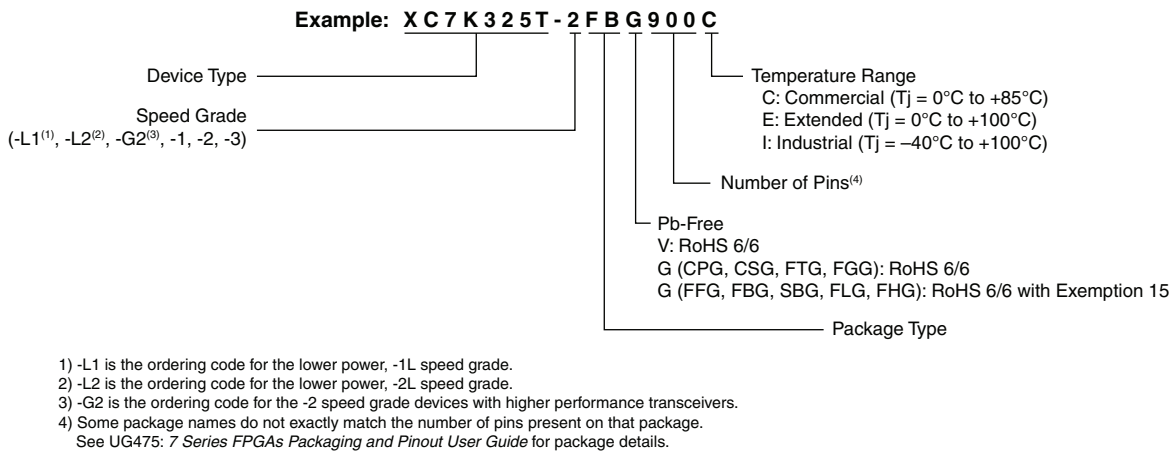 Example: XC7K325T-2FBG900C
Device Type
Speed Grade
(-L1(1), -L2(2), -G2(3), -1, -2, -3)
Temperature Range
C: Commercial (Tj = 0°C to +85°C)
E: Extended (Tj = 0°C to +100°C)
I: Industrial (Tj = –40°C to +100°C)
Number of Pins(4)
Pb-Free
V: RoHS 6/6
G (CPG, CSG, FTG, FGG): RoHS 6/6
G (FFG, FBG, SBG, FLG, FHG): RoHS 6/6 with Exemption 15
Package Type
1) -L1 is the ordering code for the lower power, -1L speed grade.
2) -L2 is the ordering code for the lower power, -2L speed grade.
3) -G2 is the ordering code for the -2 speed grade devices with higher performance transceivers.
4) Some package names do not exactly match the number of pins present on that package.
See UG475: 7 Series FPGAs Packaging and Pinout User Guide for package details.